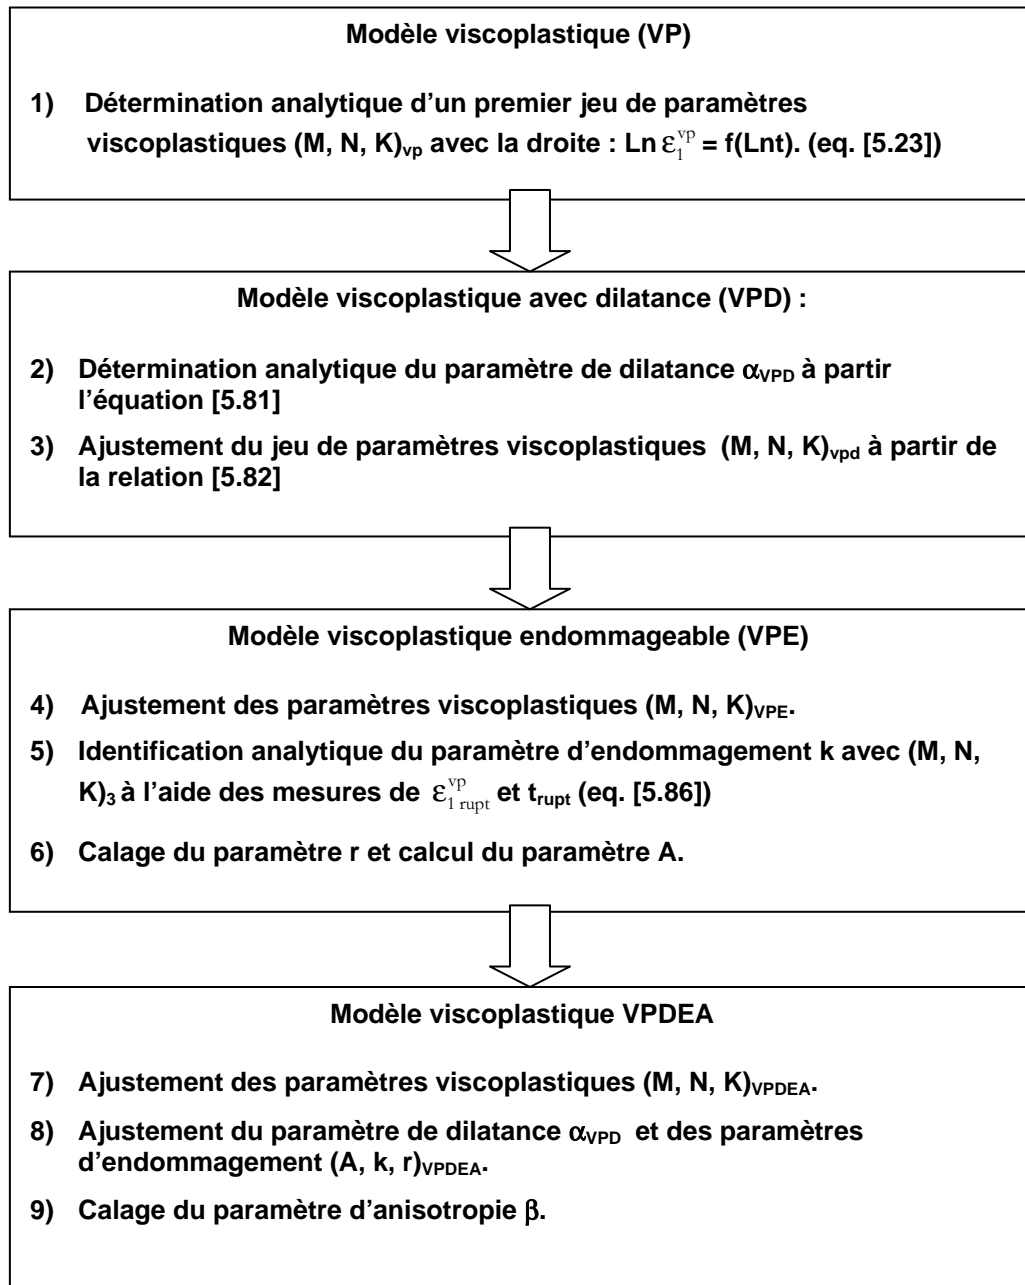 Modèle viscoplastique (VP)
1) Détermination analytique d'un premier jeu de paramètres
viscoplastiques (M, N, K)vp avec la droite : Ln ε₁ᵛᵖ = f(Lnt). (eq. [5.23])
Modèle viscoplastique avec dilatance (VPD) :
2) Détermination analytique du paramètre de dilatance αVPD à partir
l'équation [5.81]
3) Ajustement du jeu de paramètres viscoplastiques (M, N, K)vpd à partir de
la relation [5.82]
Modèle viscoplastique endommageable (VPE)
4) Ajustement des paramètres viscoplastiques (M, N, K)VPE.
5) Identification analytique du paramètre d'endommagement k avec (M, N,
K)₃ à l'aide des mesures de ε₁ rupt ᵛᵖ et trupt (eq. [5.86])
6) Calage du paramètre r et calcul du paramètre A.
Modèle viscoplastique VPDEA
7) Ajustement des paramètres viscoplastiques (M, N, K)VPDEA.
8) Ajustement du paramètre de dilatance αVPD et des paramètres
d'endommagement (A, k, r)VPDEA.
9) Calage du paramètre d'anisotropie β.